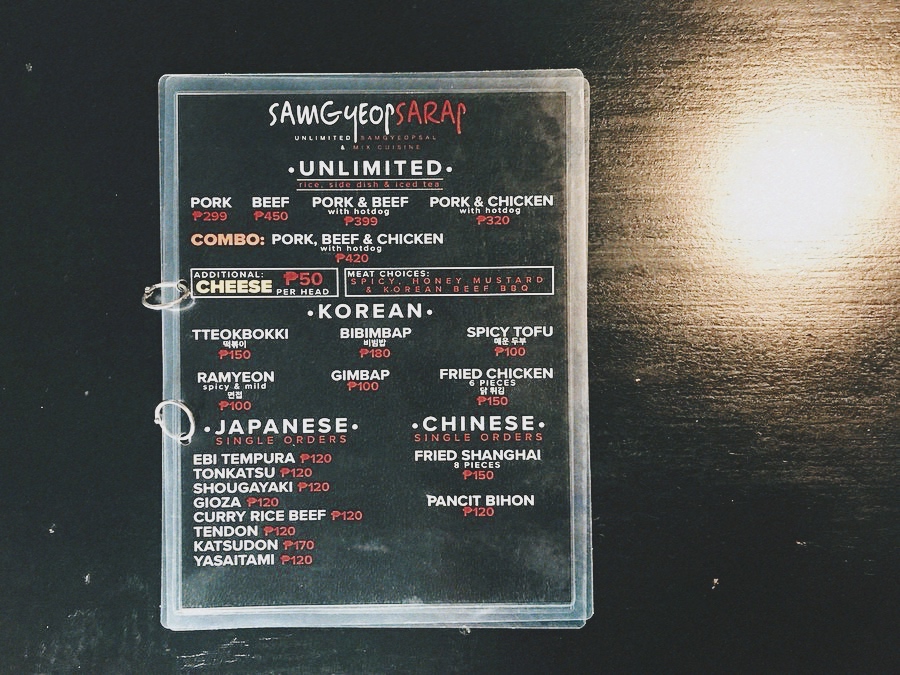 SAMGYEOPSARAP
UNLIMITED SAMGYEOPSAL
& MIX CUISINE
•UNLIMITED•
rice, side dish & iced tea
PORK BEEF PORK & BEEF PORK & CHICKEN
with hotdog with hotdog
₱299 ₱450 ₱399 ₱320
COMBO: PORK, BEEF & CHICKEN
with hotdog
₱420
ADDITIONAL:
CHEESE ₱50
PER HEAD
MEAT CHOICES:
SPICY, HONEY MUSTARD
& KOREAN BEEF BBQ
•KOREAN•
TTEOKBOKKI BIBIMBAP SPICY TOFU
떡볶이 비빔밥 매운 두부
₱150 ₱180 ₱100
RAMYEON GIMBAP FRIED CHICKEN
spicy & mild ₱100 6 PIECES
면접 닭 튀김
₱100 ₱150
•JAPANESE•
SINGLE ORDERS
EBI TEMPURA ₱120
TONKATSU ₱120
SHOUGAYAKI ₱120
GIOZA ₱120
CURRY RICE BEEF ₱120
TENDON ₱120
KATSUDON ₱170
YASAITAMI ₱120
•CHINESE•
SINGLE ORDERS
FRIED SHANGHAI
8 PIECES
₱150
PANCIT BIHON
₱120